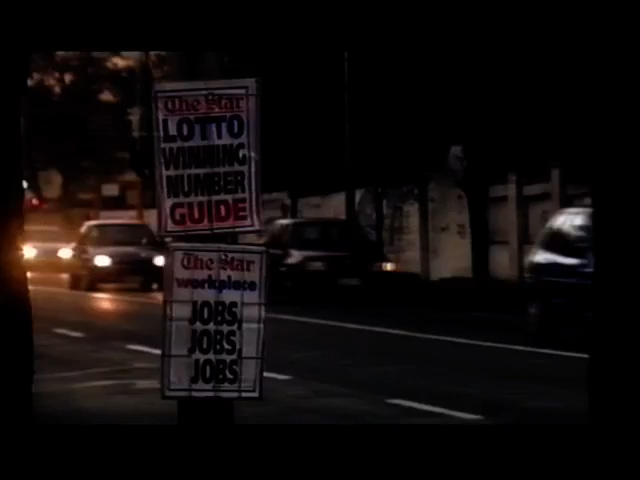 The Star
LOTTO
WINNING
NUMBER
GUIDE
The Star
workplace
JOBS,
JOBS,
JOBS